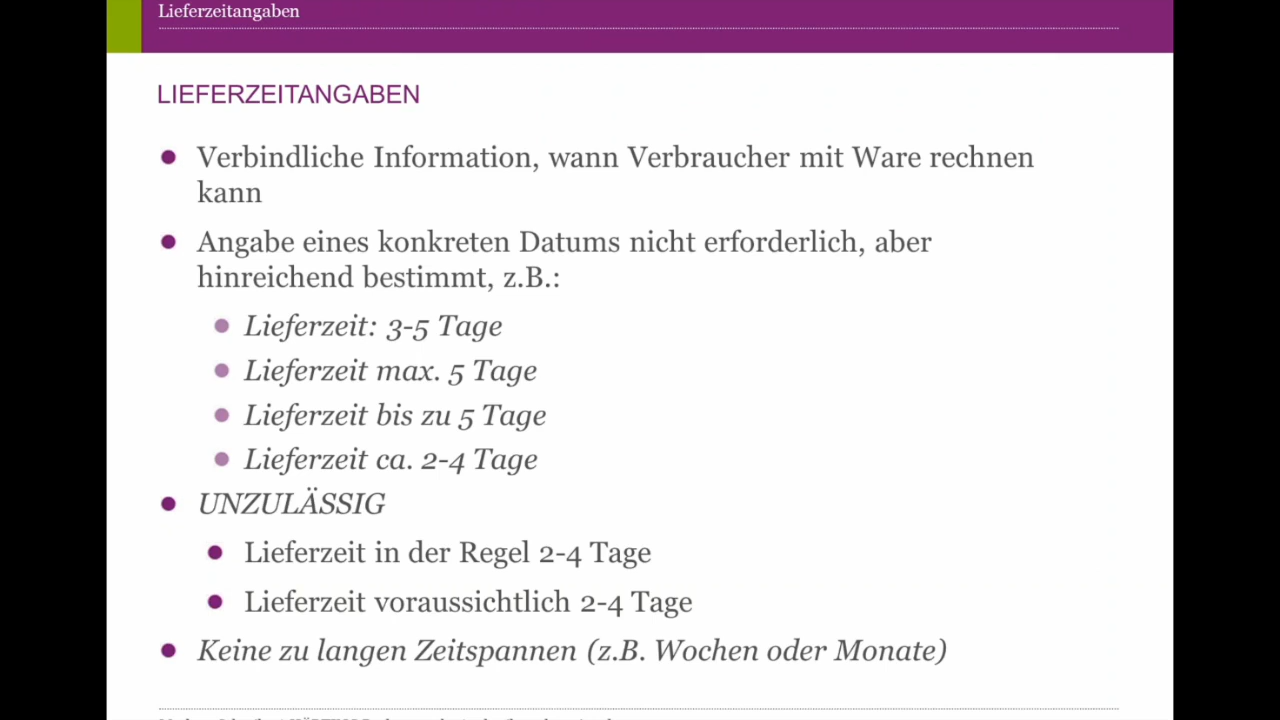 Lieferzeitangaben
LIEFERZEITANGABEN
Verbindliche Information, wann Verbraucher mit Ware rechnen
kann
Angabe eines konkreten Datums nicht erforderlich, aber
hinreichend bestimmt, z.B.:
Lieferzeit: 3-5 Tage
Lieferzeit max. 5 Tage
Lieferzeit bis zu 5 Tage
Lieferzeit ca. 2-4 Tage
UNZULÄSSIG
Lieferzeit in der Regel 2-4 Tage
Lieferzeit voraussichtlich 2-4 Tage
Keine zu langen Zeitspannen (z.B. Wochen oder Monate)